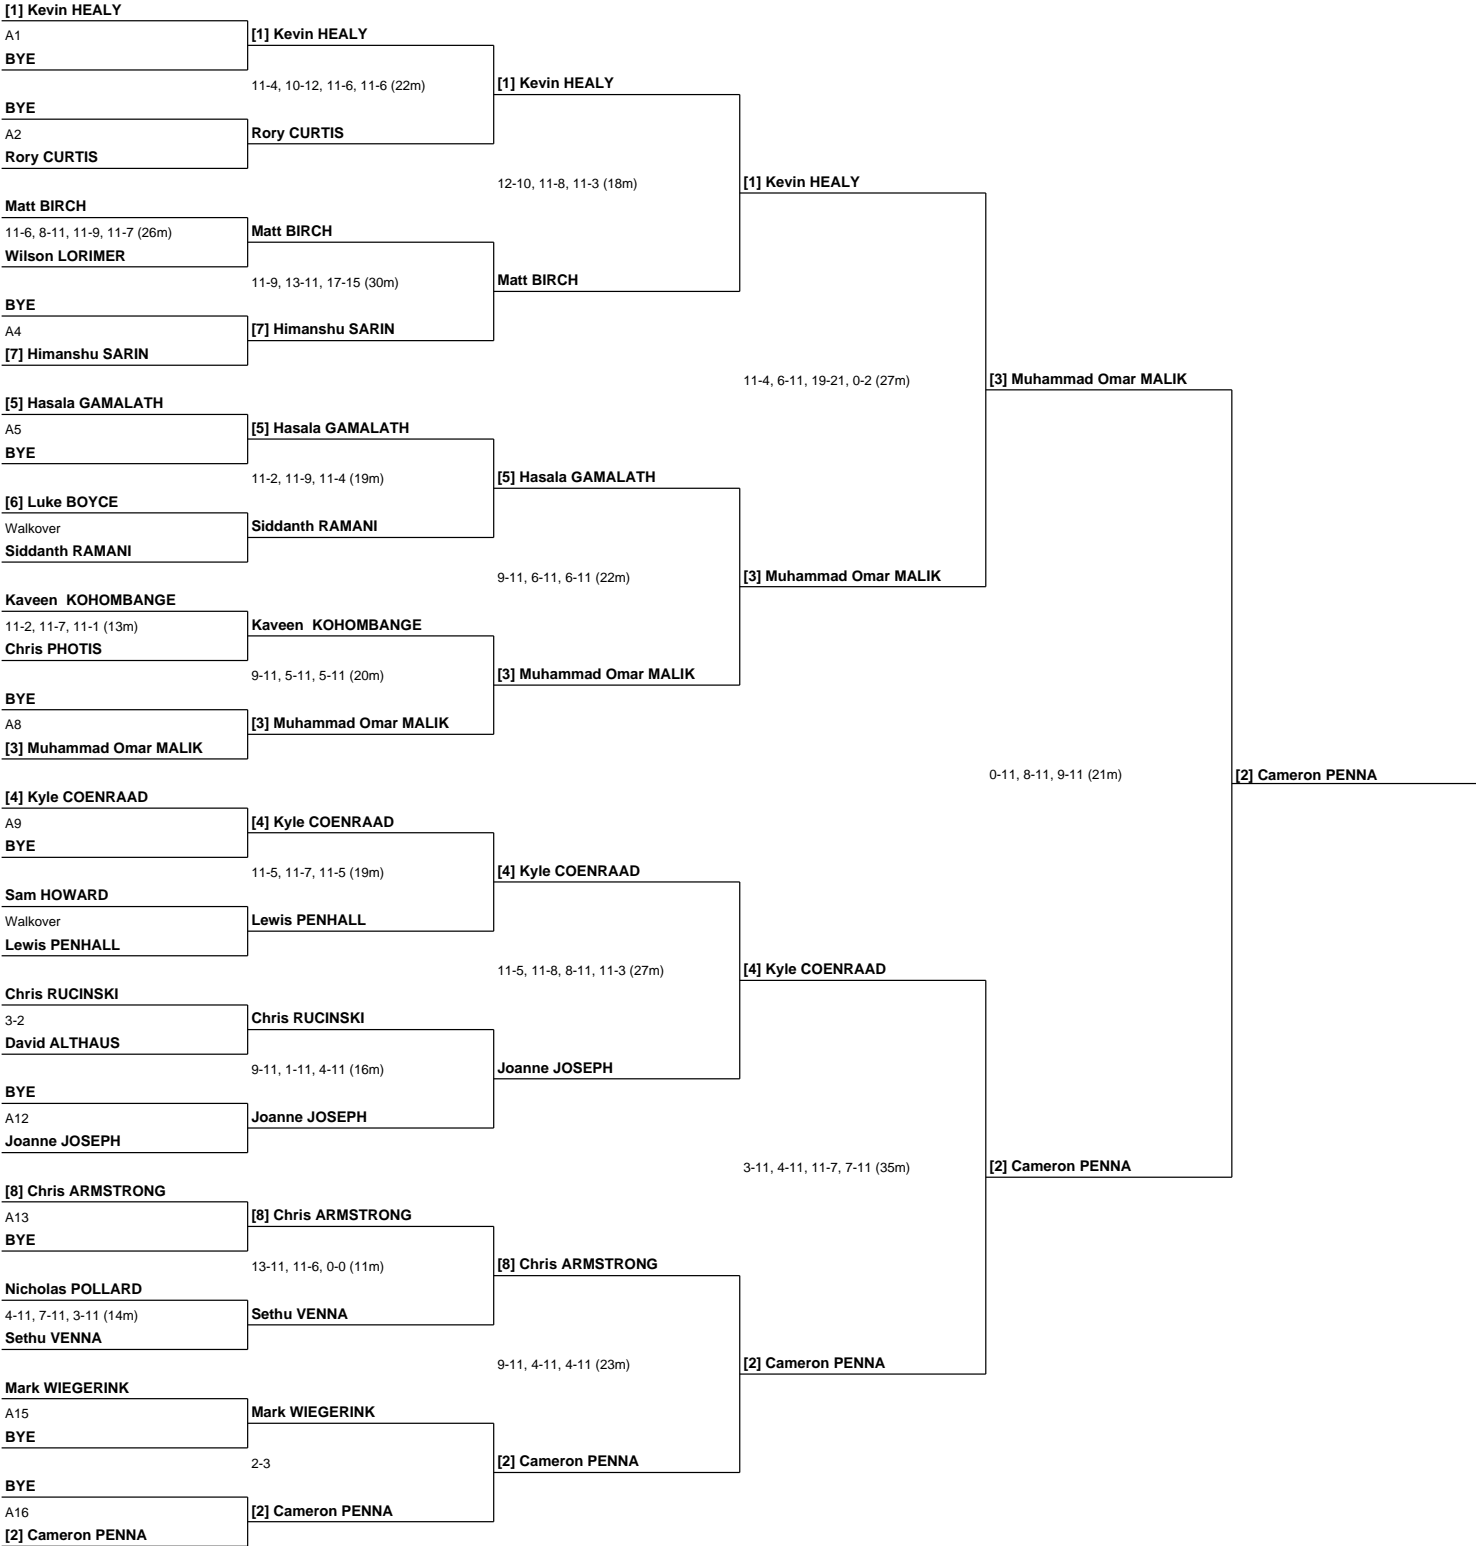 [1] Kevin HEALY
A1
[1] Kevin HEALY
BYE
11-4, 10-12, 11-6, 11-6 (22m)
[1] Kevin HEALY
BYE
A2
Rory CURTIS
Rory CURTIS
12-10, 11-8, 11-3 (18m)
[1] Kevin HEALY
Matt BIRCH
11-6, 8-11, 11-9, 11-7 (26m)
Matt BIRCH
Wilson LORIMER
11-9, 13-11, 17-15 (30m)
Matt BIRCH
BYE
A4
[7] Himanshu SARIN
[7] Himanshu SARIN
11-4, 6-11, 19-21, 0-2 (27m)
[3] Muhammad Omar MALIK
[5] Hasala GAMALATH
A5
[5] Hasala GAMALATH
BYE
11-2, 11-9, 11-4 (19m)
[5] Hasala GAMALATH
[6] Luke BOYCE
Walkover
Siddanth RAMANI
Siddanth RAMANI
9-11, 6-11, 6-11 (22m)
[3] Muhammad Omar MALIK
Kaveen  KOHOMBANGE
11-2, 11-7, 11-1 (13m)
Kaveen  KOHOMBANGE
Chris PHOTIS
9-11, 5-11, 5-11 (20m)
[3] Muhammad Omar MALIK
BYE
A8
[3] Muhammad Omar MALIK
[3] Muhammad Omar MALIK
0-11, 8-11, 9-11 (21m)
[2] Cameron PENNA
[4] Kyle COENRAAD
A9
[4] Kyle COENRAAD
BYE
11-5, 11-7, 11-5 (19m)
[4] Kyle COENRAAD
Sam HOWARD
Walkover
Lewis PENHALL
Lewis PENHALL
11-5, 11-8, 8-11, 11-3 (27m)
[4] Kyle COENRAAD
Chris RUCINSKI
3-2
Chris RUCINSKI
David ALTHAUS
9-11, 1-11, 4-11 (16m)
Joanne JOSEPH
BYE
A12
Joanne JOSEPH
Joanne JOSEPH
3-11, 4-11, 11-7, 7-11 (35m)
[2] Cameron PENNA
[8] Chris ARMSTRONG
A13
[8] Chris ARMSTRONG
BYE
13-11, 11-6, 0-0 (11m)
[8] Chris ARMSTRONG
Nicholas POLLARD
4-11, 7-11, 3-11 (14m)
Sethu VENNA
Sethu VENNA
9-11, 4-11, 4-11 (23m)
[2] Cameron PENNA
Mark WIEGERINK
A15
Mark WIEGERINK
BYE
2-3
[2] Cameron PENNA
BYE
A16
[2] Cameron PENNA
[2] Cameron PENNA